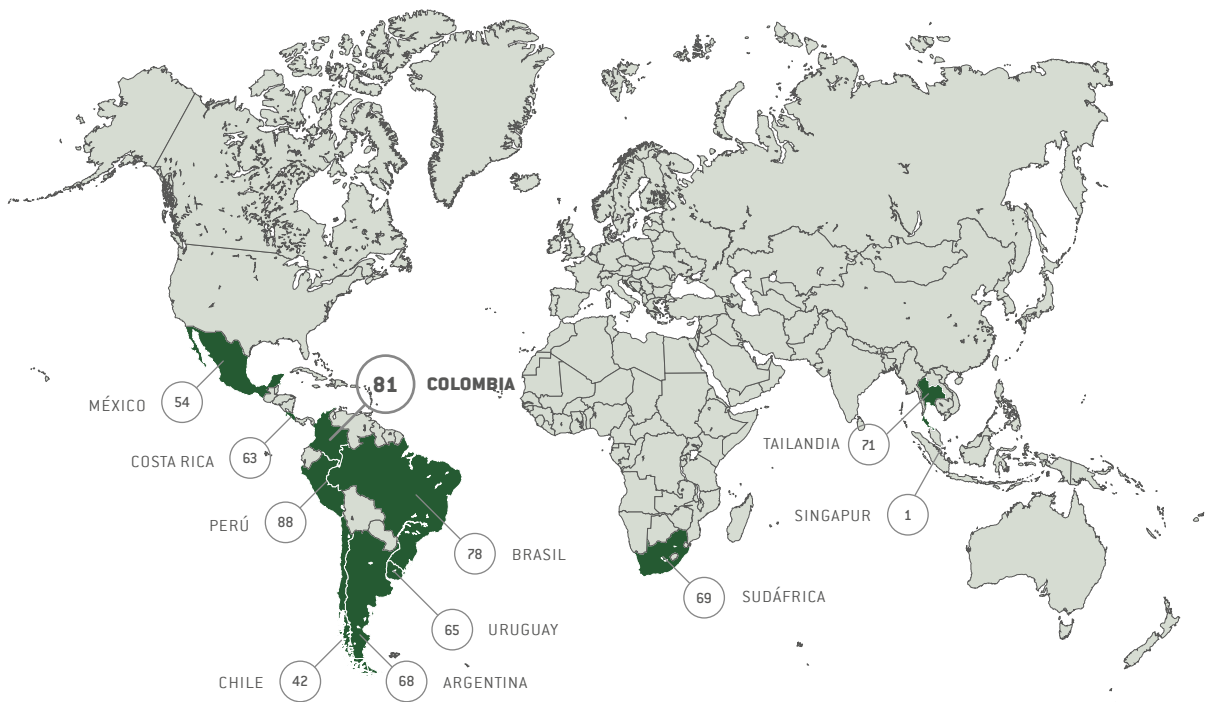 81 COLOMBIA
MÉXICO 54
TAILANDIA 71
COSTA RICA 63
SINGAPUR 1
PERÚ 88
78 BRASIL
69 SUDÁFRICA
65 URUGUAY
CHILE 42
68 ARGENTINA